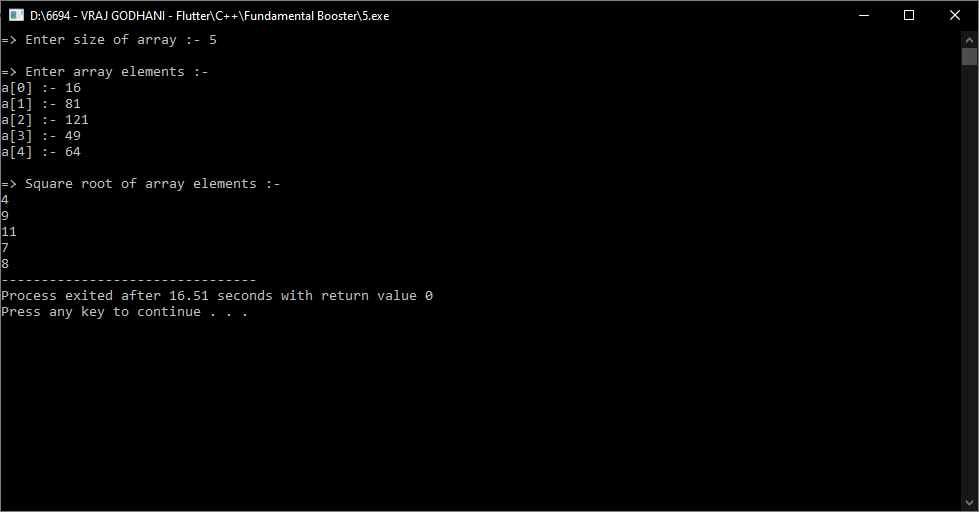 D:\6694 - VRAJ GODHANI - Flutter\C++\Fundamental Booster\5.exe
=> Enter size of array :- 5
=> Enter array elements :-
a[0] :- 16
a[1] :- 81
a[2] :- 121
a[3] :- 49
a[4] :- 64
=> Square root of array elements :-
4
9
11
7
8
--------------------------------
Process exited after 16.51 seconds with return value 0
Press any key to continue . . .